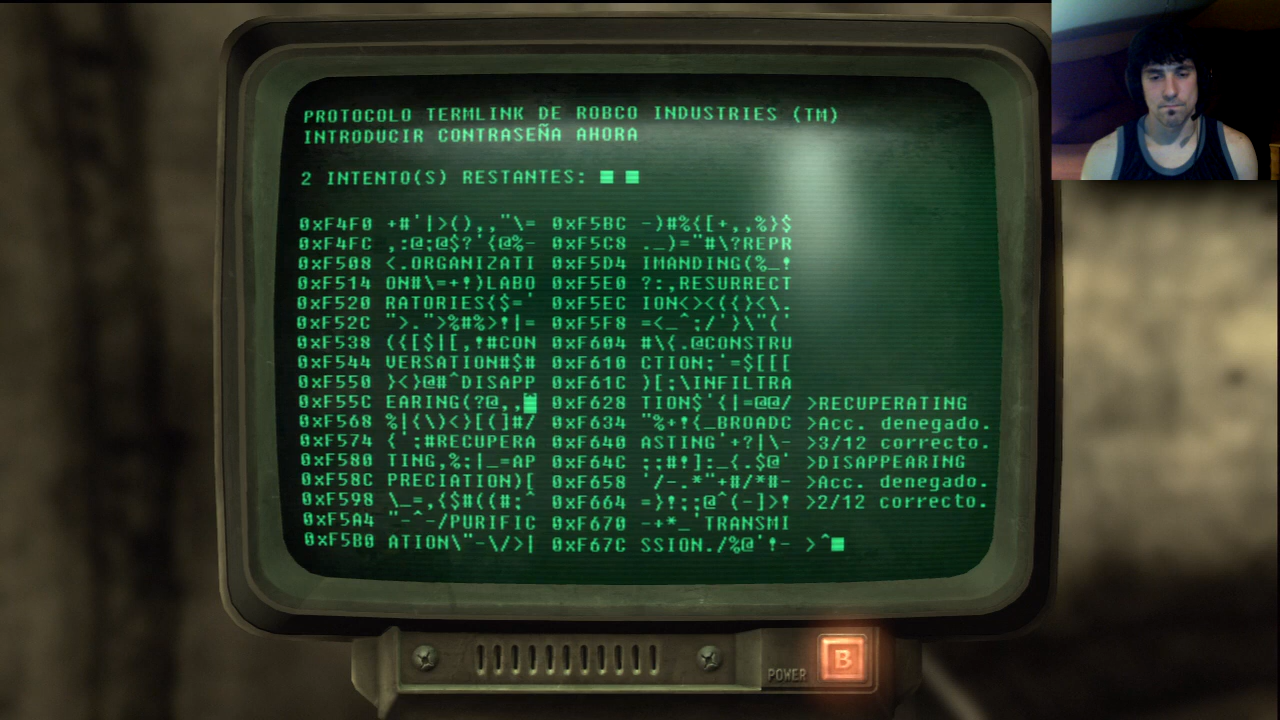 PROTOCOLO TERMLINK DE ROBCO INDUSTRIES (TM)
INTRODUCIR CONTRASEÑA AHORA
2 INTENTO(S) RESTANTES:
0xF4F0 +#'|>(),,"\= 0xF5BC -)#%{[+,,%}$
0xF4FC ,:@;@$?'{@%- 0xF5C8 ._)="#\?REPR
0xF508 <.ORGANIZATI 0xF5D4 IMANDING(%_!
0xF514 ON#\=+!)LABO 0xF5E0 ?:,RESURRECT
0xF520 RATORIES{$=' 0xF5EC ION<><({}<\.
0xF52C ">.">%#%>!|= 0xF5F8 =<_^;/'}\"('
0xF538 ({[$|[,!#CON 0xF604 #\{.@CONSTRU
0xF544 VERSATION#$# 0xF610 CTION;'=$[[[
0xF550 }<}@#^DISAPP 0xF61C )[;\INFILTRA
0xF55C EARING(?@,, 0xF628 TION$'{|=@@/ >RECUPERATING
0xF568 %|{\)<}[(]#/ 0xF634 "%+!{_BROADC >Acc. denegado.
0xF574 {';#RECUPERA 0xF640 ASTING'+?|\- >3/12 correcto.
0xF580 TING,%;|_=AP 0xF64C ;;#!]:_{.$@' >DISAPPEARING
0xF58C PRECIATION)[ 0xF658 '/-.*"+#/*#- >Acc. denegado.
0xF598 \_=,{$#((#;^ 0xF664 =}!;;@^(-]>! >2/12 correcto.
0xF5A4 "-^-/PURIFIC 0xF670 -+*_'TRANSMI
0xF5B0 ATION\"-\/>| 0xF67C SSION./%@'!- >^
POWER
B